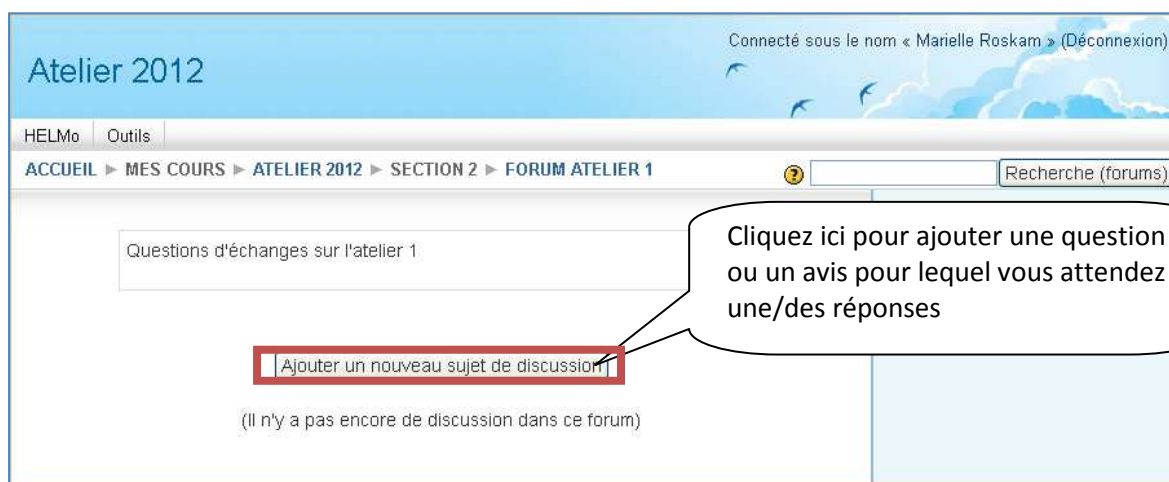 Connecté sous le nom « Marielle Roskam » (Déconnexion)
Atelier 2012
HELMo Outils
ACCUEIL ► MES COURS ► ATELIER 2012 ► SECTION 2 ► FORUM ATELIER 1
? Recherche (forums)
Questions d'échanges sur l'atelier 1
Cliquez ici pour ajouter une question
ou un avis pour lequel vous attendez
une/des réponses
Ajouter un nouveau sujet de discussion
(Il n'y a pas encore de discussion dans ce forum)